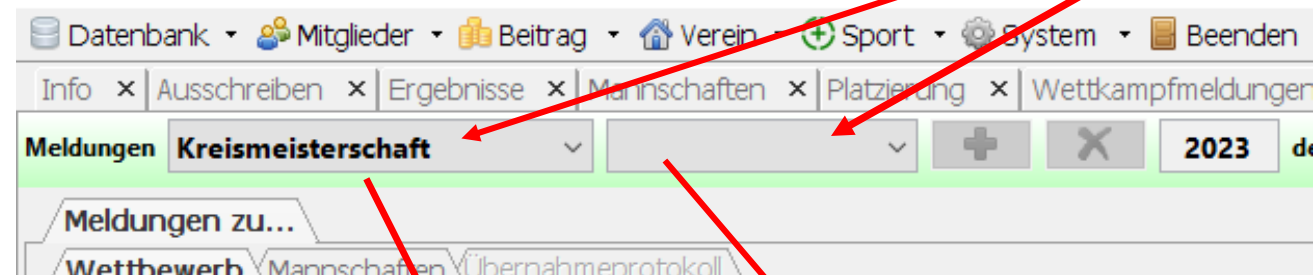 Datenbank Mitglieder Beitrag Verein Sport System Beenden
Info × Ausschreiben × Ergebnisse × Mannschaften × Platzierung × Wettkampfmeldungen
Meldungen Kreismeisterschaft 2023
Meldungen zu...
Wettbewerb Mannschaften Übernahmeprotokoll